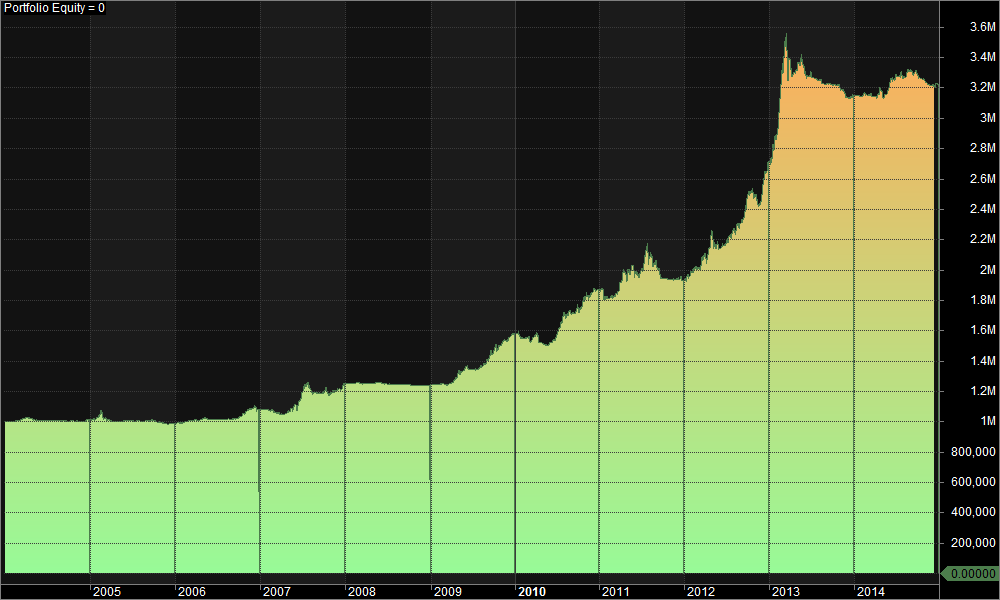 Portfolio Equity = 0
3.6M
3.4M
3.2M
3M
2.8M
2.6M
2.4M
2.2M
2M
1.8M
1.6M
1.4M
1.2M
1M
800,000
600,000
400,000
200,000
0.00000
2005 2006 2007 2008 2009 2010 2011 2012 2013 2014